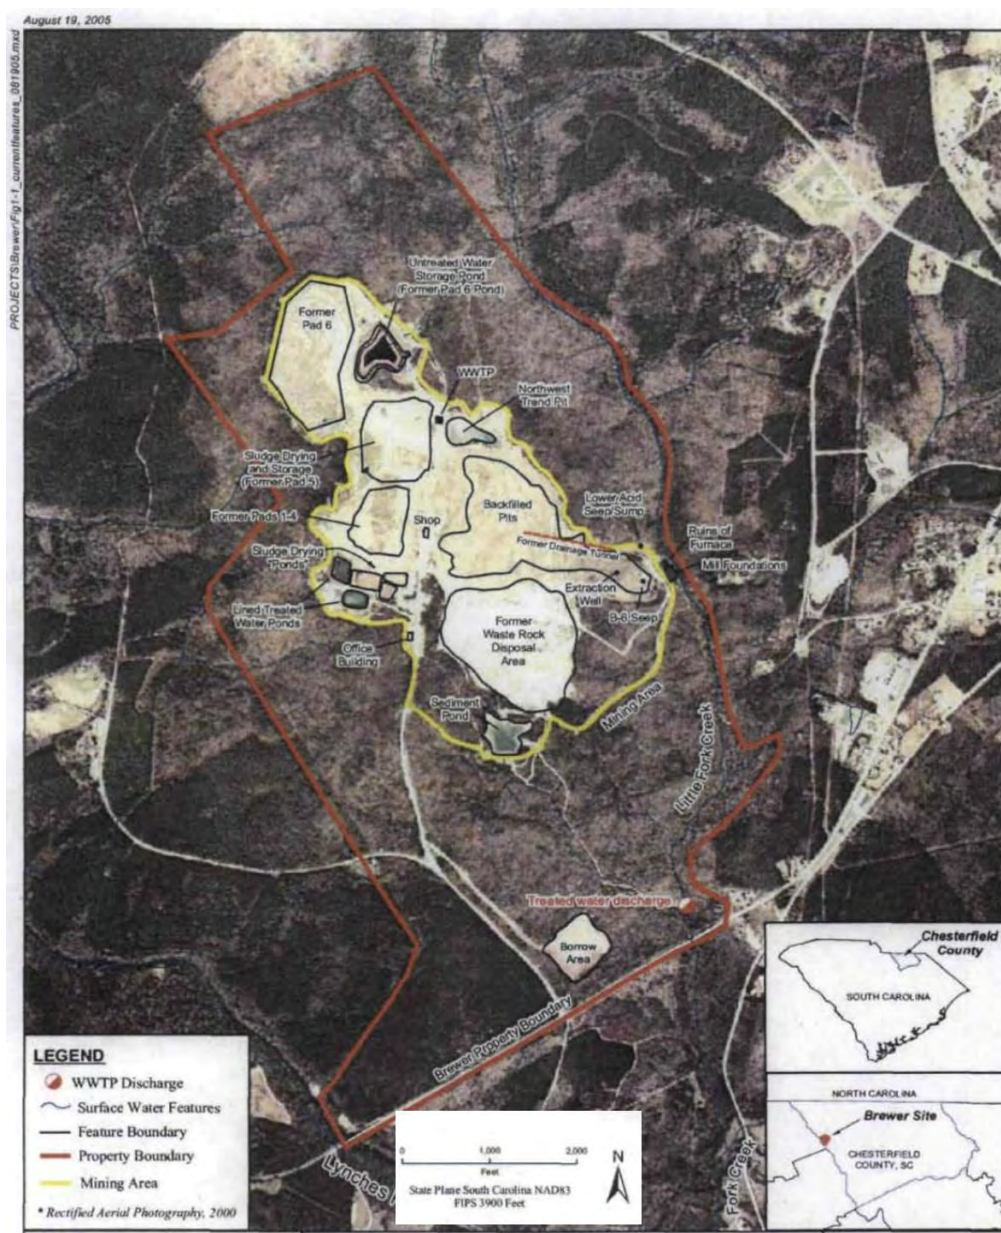 August 19, 2005
PROJECTS\Brewer\Fig1-1_currentfeatures_081905.mxd
Untreated Water
Storage Pond
(Former Pad 6 Pond)
Former
Pad 6
WWTP
Northwest
Trend Pit
Sludge Drying
and Storage
(Former Pad 5)
Backfilled
Pits
Lower Acid
Seep/Sump
Former Pads 1-4
Shop
Ruins of
Furnace
Former Drainage Tunnel
Mill Foundations
Sludge Drying
"Ponds"
Extraction
Well
Lined Treated
Water Ponds
B-6 Seep
Former
Waste Rock
Disposal
Area
Office
Building
Sediment
Pond
Mining Area
Little Fork Creek
Treated water discharge
Borrow
Area
Brewer Property Boundary
Chesterfield
County
SOUTH CAROLINA
LEGEND
WWTP Discharge
Surface Water Features
Feature Boundary
Property Boundary
Mining Area
* Rectified Aerial Photography, 2000
Lynches
0 1,000 2,000
Feet
N
State Plane South Carolina NAD83
FIPS 3900 Feet
Fork Creek
NORTH CAROLINA
Brewer Site
CHESTERFIELD
COUNTY, SC